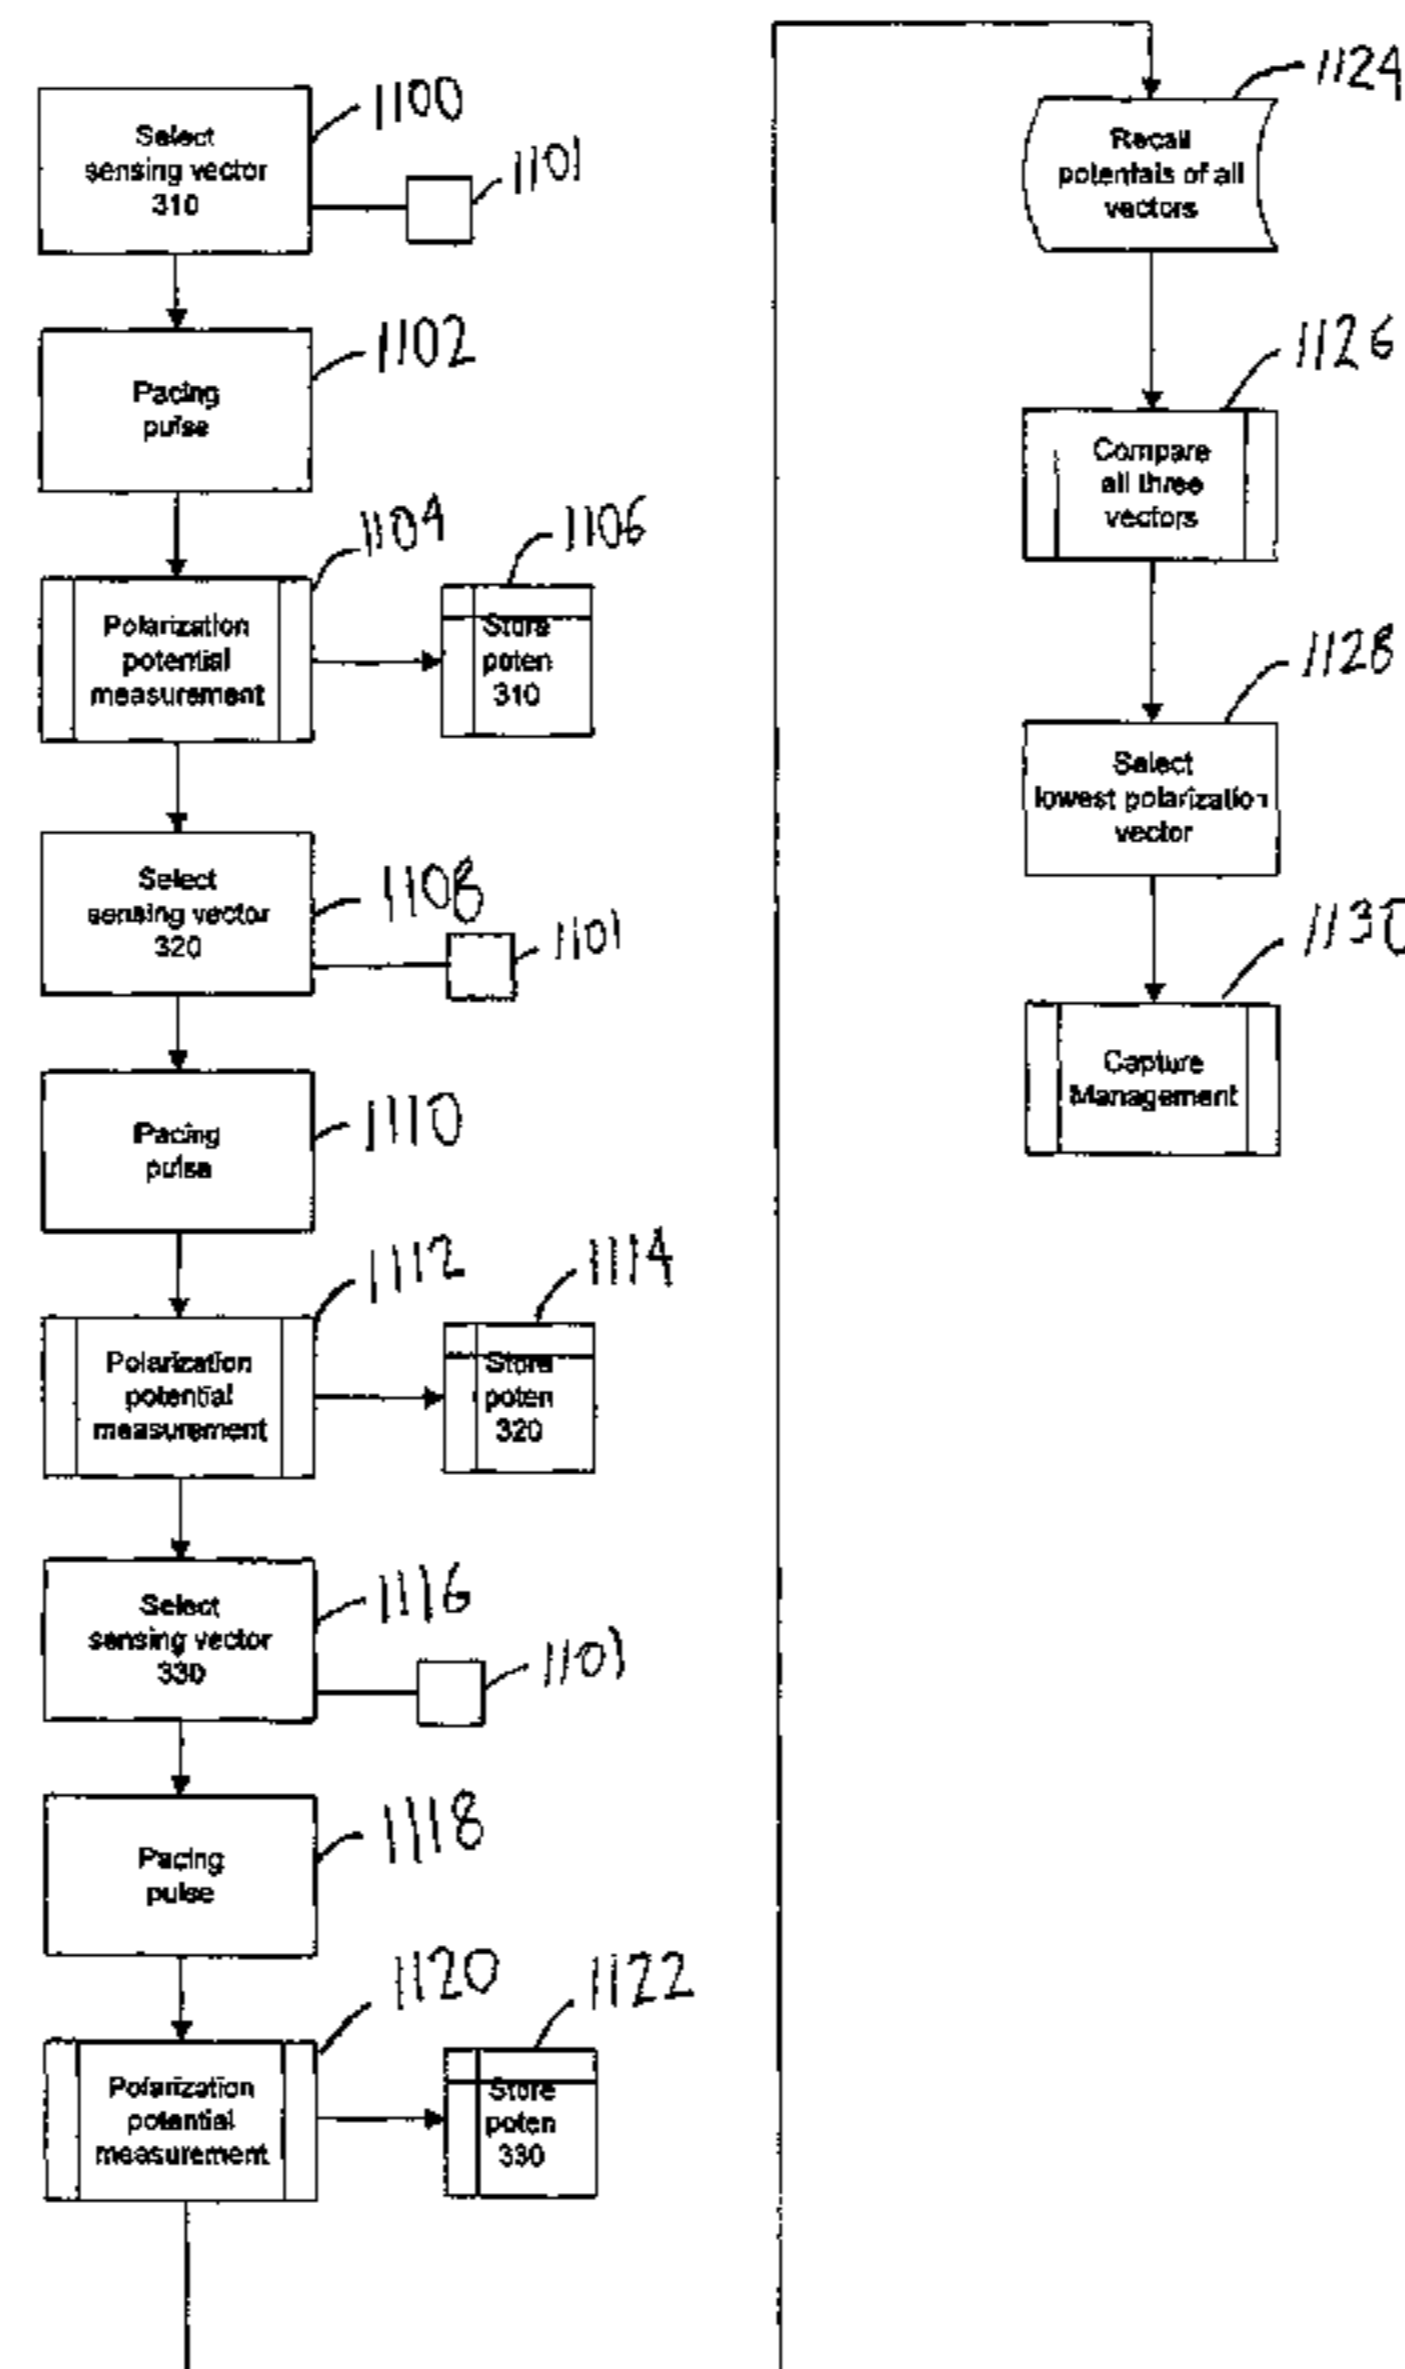 1100
Select
sensing vector
310
1101
1102
Pacing
pulse
1104
Polarization
potential
measurement
1106
Store
poten
310
1108
Select
sensing vector
320
1101
1110
Pacing
pulse
1112
Polarization
potential
measurement
1114
Store
poten
320
1116
Select
sensing vector
330
1101
1118
Pacing
pulse
1120
Polarization
potential
measurement
1122
Store
poten
330
1124
Recall
potentais of all
vectors
1126
Compare
all three
vectors
1128
Select
lowest polarization
vector
1130
Capture
Management